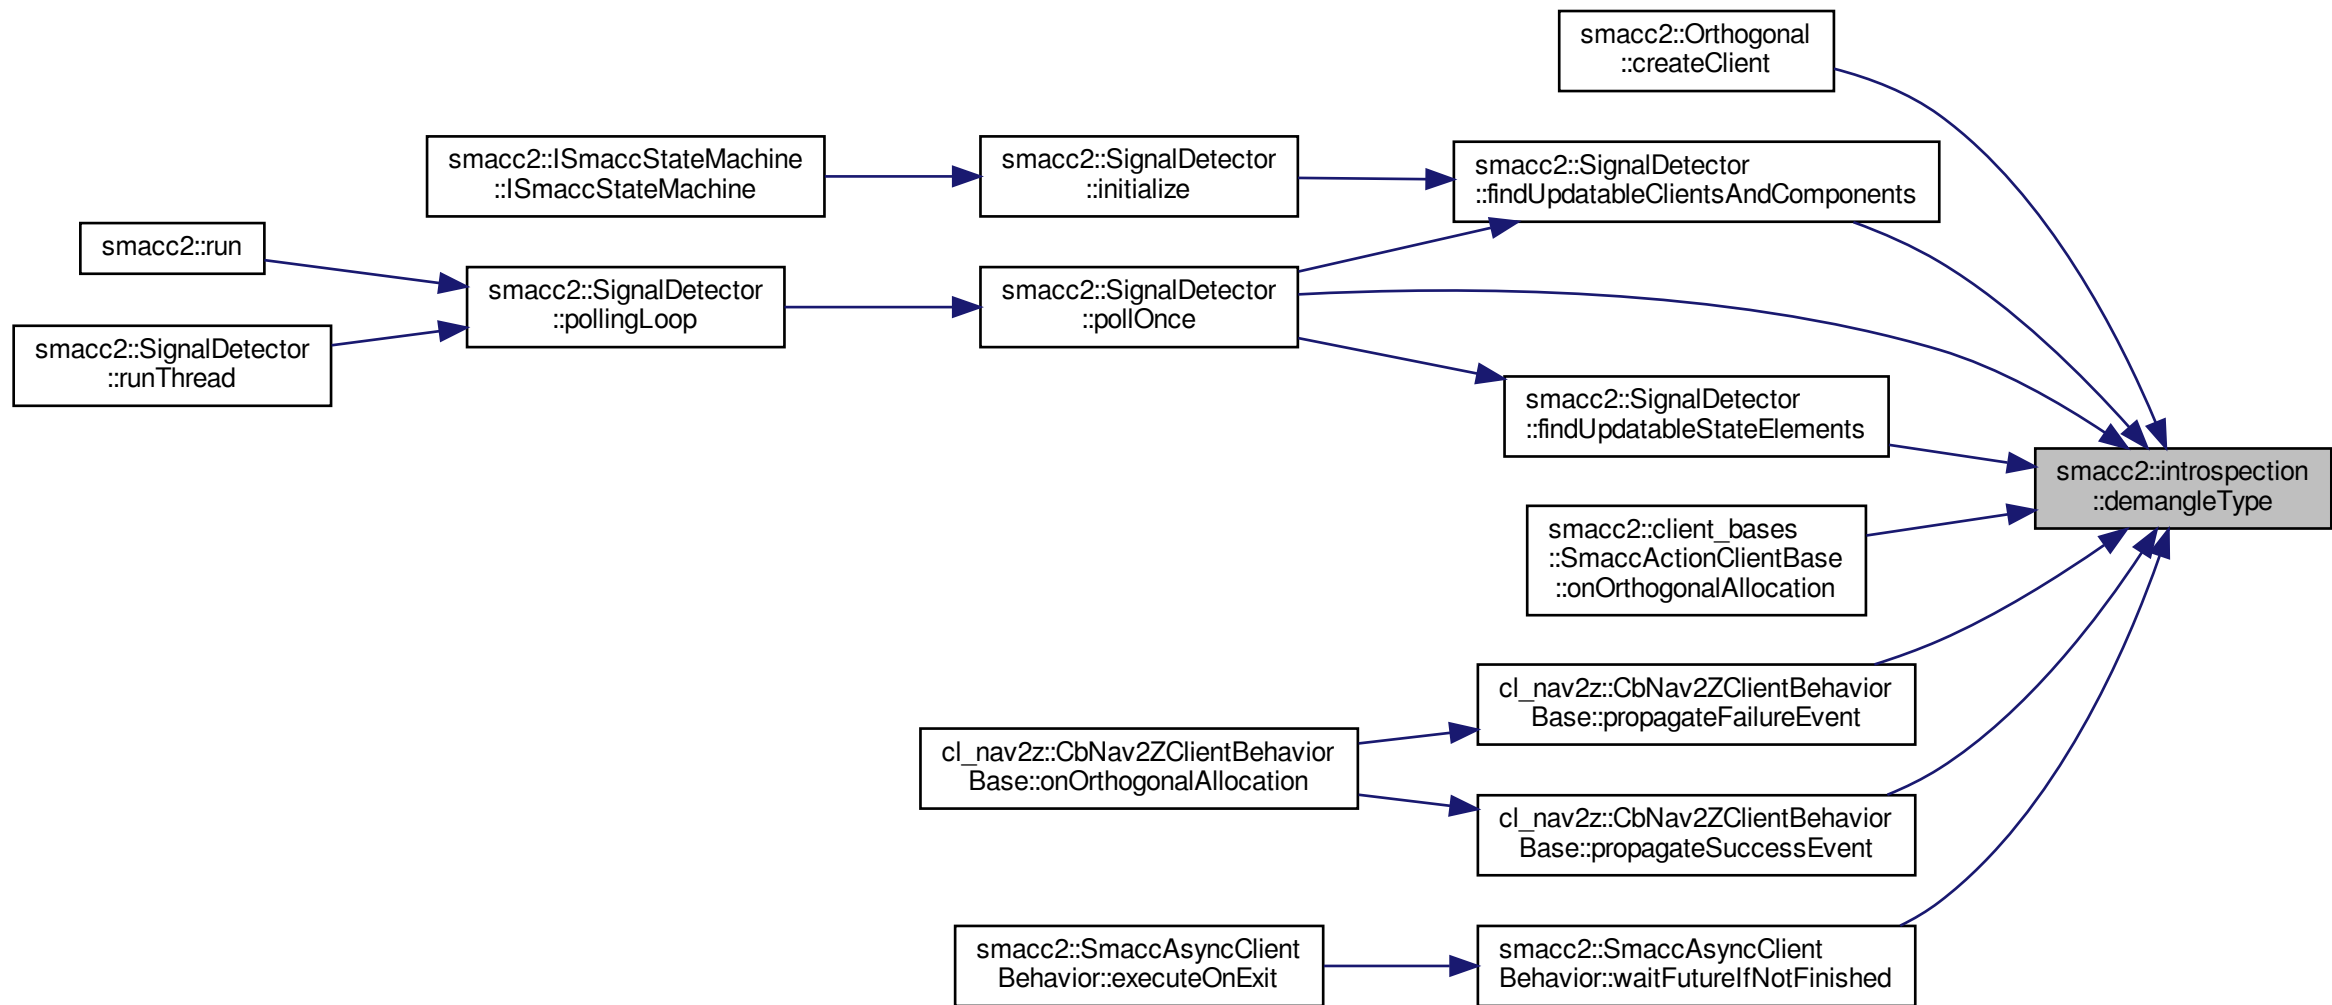 smacc2::Orthogonal
::createClient
smacc2::ISmaccStateMachine
::ISmaccStateMachine
smacc2::SignalDetector
::initialize
smacc2::SignalDetector
::findUpdatableClientsAndComponents
smacc2::run
smacc2::SignalDetector
::runThread
smacc2::SignalDetector
::pollingLoop
smacc2::SignalDetector
::pollOnce
smacc2::SignalDetector
::findUpdatableStateElements
smacc2::introspection
::demangleType
smacc2::client_bases
::SmaccActionClientBase
::onOrthogonalAllocation
cl_nav2z::CbNav2ZClientBehavior
Base::propagateFailureEvent
cl_nav2z::CbNav2ZClientBehavior
Base::onOrthogonalAllocation
cl_nav2z::CbNav2ZClientBehavior
Base::propagateSuccessEvent
smacc2::SmaccAsyncClient
Behavior::executeOnExit
smacc2::SmaccAsyncClient
Behavior::waitFutureIfNotFinished